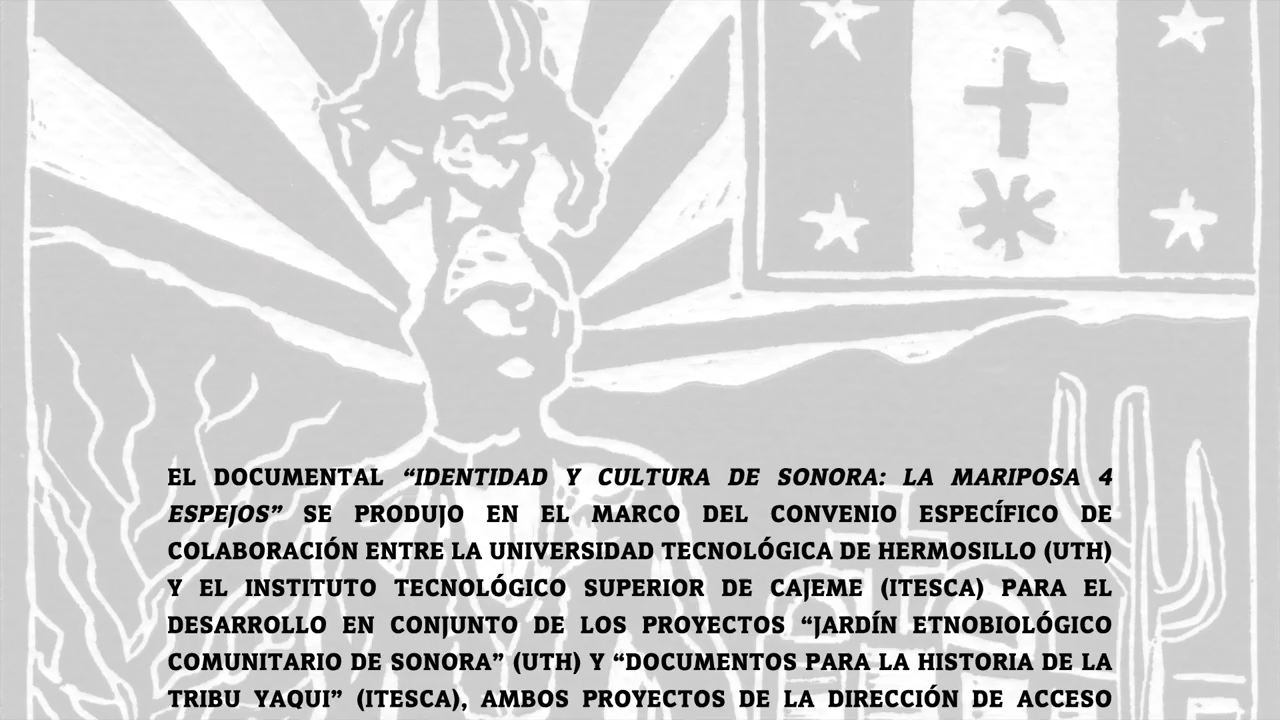 EL DOCUMENTAL “IDENTIDAD Y CULTURA DE SONORA: LA MARIPOSA 4
ESPEJOS” SE PRODUJO EN EL MARCO DEL CONVENIO ESPECÍFICO DE
COLABORACIÓN ENTRE LA UNIVERSIDAD TECNOLÓGICA DE HERMOSILLO (UTH)
Y EL INSTITUTO TECNOLÓGICO SUPERIOR DE CAJEME (ITESCA) PARA EL
DESARROLLO EN CONJUNTO DE LOS PROYECTOS “JARDÍN ETNOBIOLÓGICO
COMUNITARIO DE SONORA” (UTH) Y “DOCUMENTOS PARA LA HISTORIA DE LA
TRIBU YAQUI” (ITESCA), AMBOS PROYECTOS DE LA DIRECCIÓN DE ACCESO